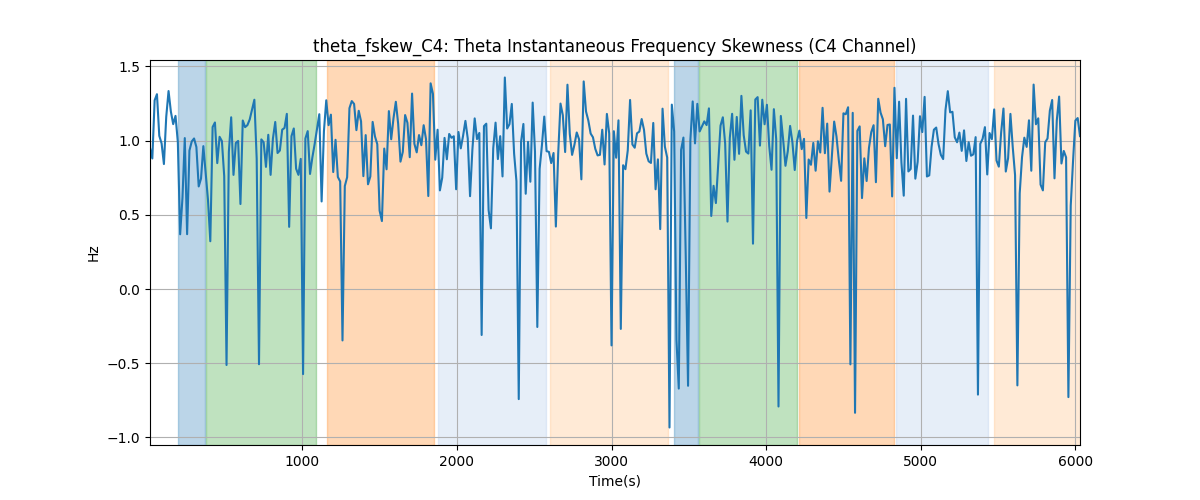 theta_fskew_C4: Theta Instantaneous Frequency Skewness (C4 Channel)
1.5
1.0
0.5
0.0
−0.5
−1.0
Hz
1000 2000 3000 4000 5000 6000
Time(s)